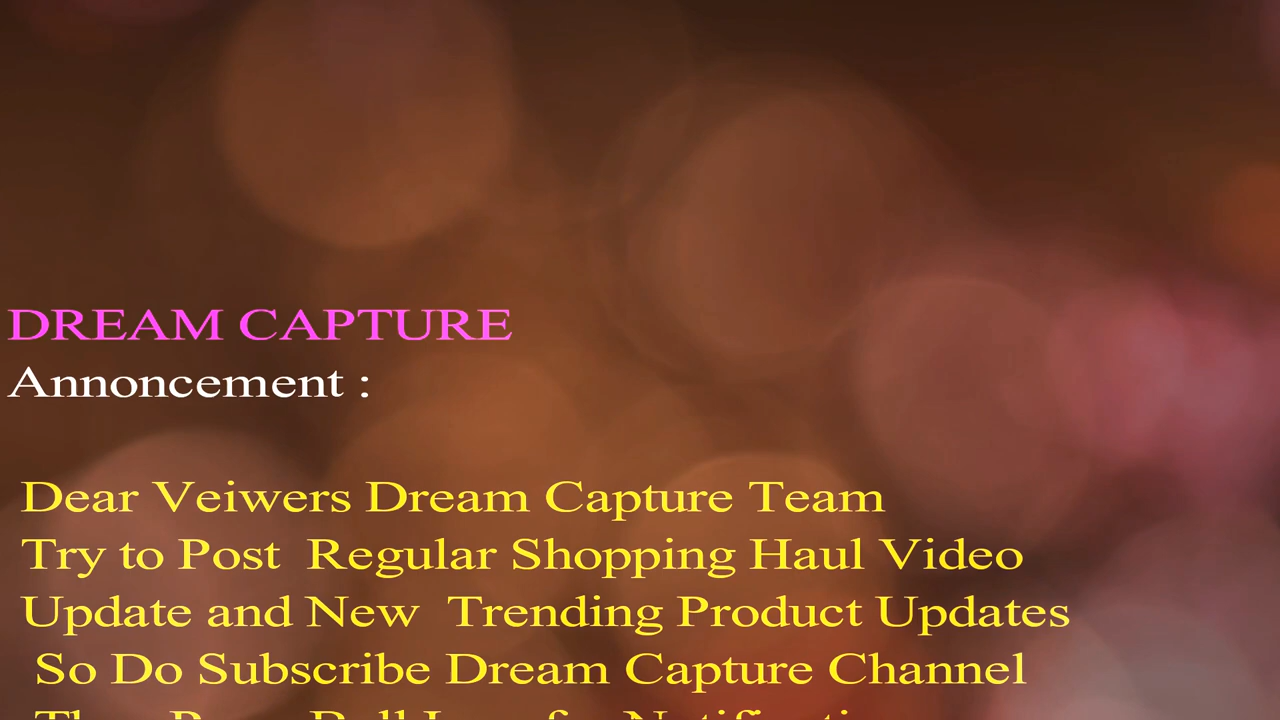 DREAM CAPTURE
Annoncement :
Dear Veiwers Dream Capture Team
Try to Post Regular Shopping Haul Video
Update and New Trending Product Updates
So Do Subscribe Dream Capture Channel